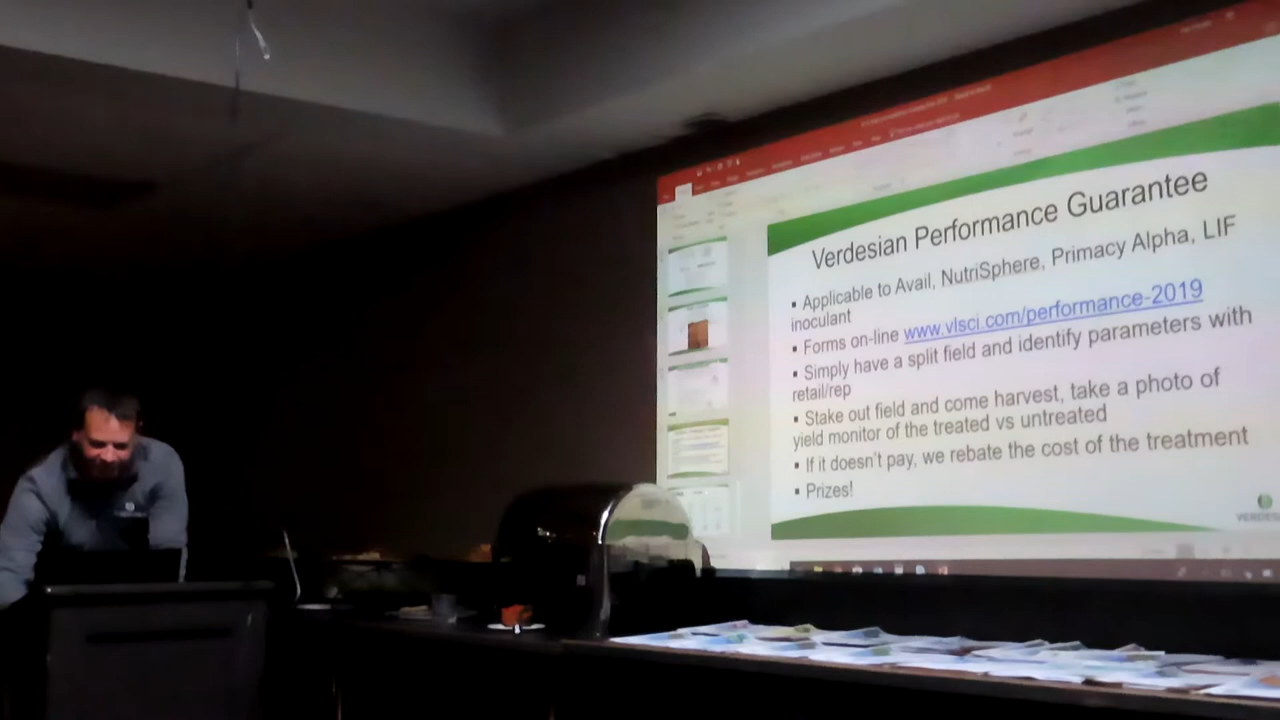 Verdesian Performance Guarantee
▪ Applicable to Avail, NutriSphere, Primacy Alpha, LIF
inoculant
▪ Forms on-line www.vlsci.com/performance-2019
▪ Simply have a split field and identify parameters with
retail/rep
▪ Stake out field and come harvest, take a photo of
yield monitor of the treated vs untreated
▪ If it doesn't pay, we rebate the cost of the treatment
▪ Prizes!